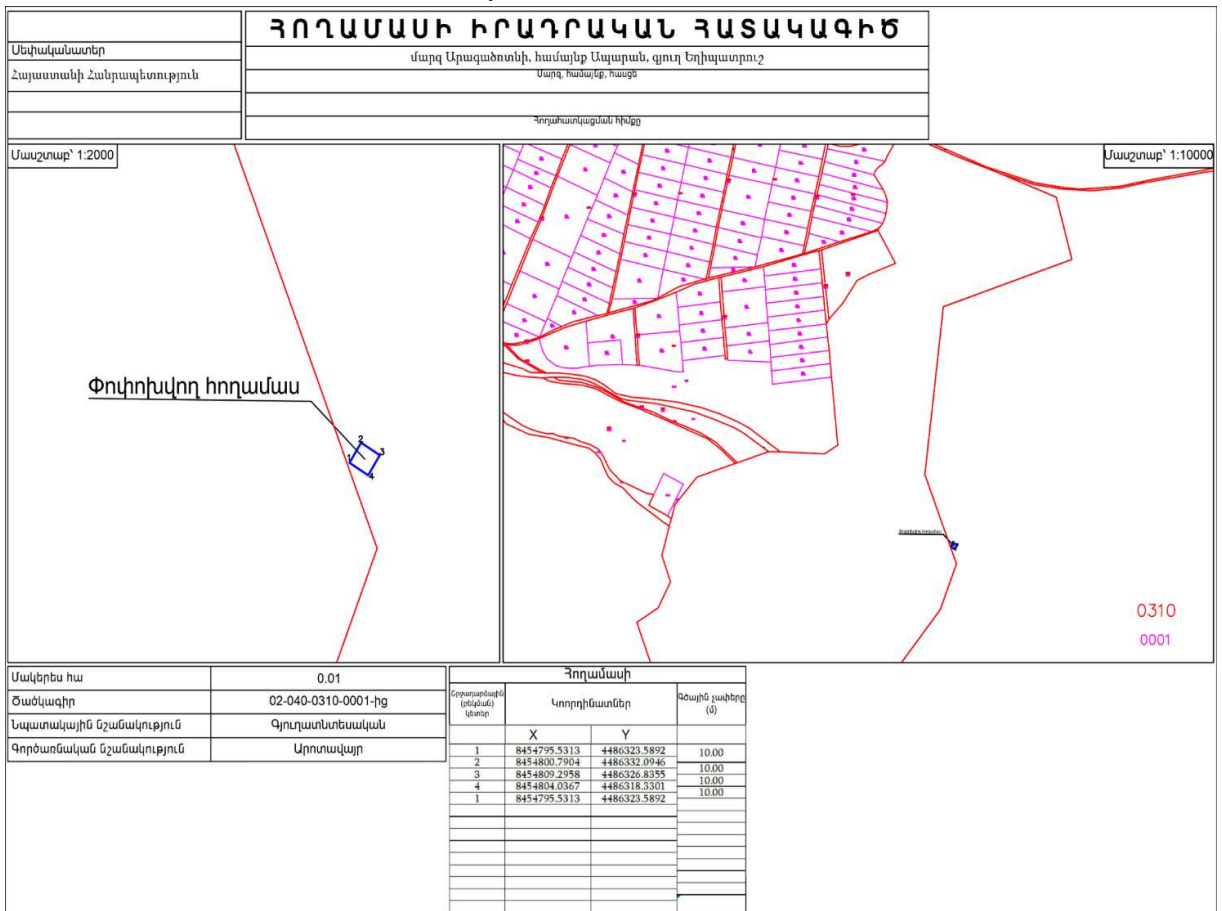 ՀՈՂԱՄԱՍԻ ԻՐԱԴՐԱԿԱՆ ՀԱՏԱԿԱԳԻԾ
Սեփականատեր
մարզ Արագածոտնի, համայնք Ապարան, գյուղ Եղիպատրուշ
Հայաստանի Հանրապետություն
Մարզ, համայնք, հասցե
Հողահատկացման հիմքը
Մասշտաբ՝ 1:2000
Մասշտաբ՝ 1:10000
Փոփոխվող հողամաս
2
3
1
4
0310
0001
Մակերես հա 0.01
Ծածկագիր 02-040-0310-0001-ից
Նպատակային նշանակություն Գյուղատնտեսական
Գործառնական նշանակություն Արոտավայր
Հողամասի
Շրջադարձային (բեկման) կետեր
Կոորդինատներ
Գծային չափերը (մ)
X Y
1 8454795.5313 4486323.5892 10.00
2 8454800.7904 4486332.0946 10.00
3 8454809.2958 4486326.8355 10.00
4 8454804.0367 4486318.3301 10.00
1 8454795.5313 4486323.5892